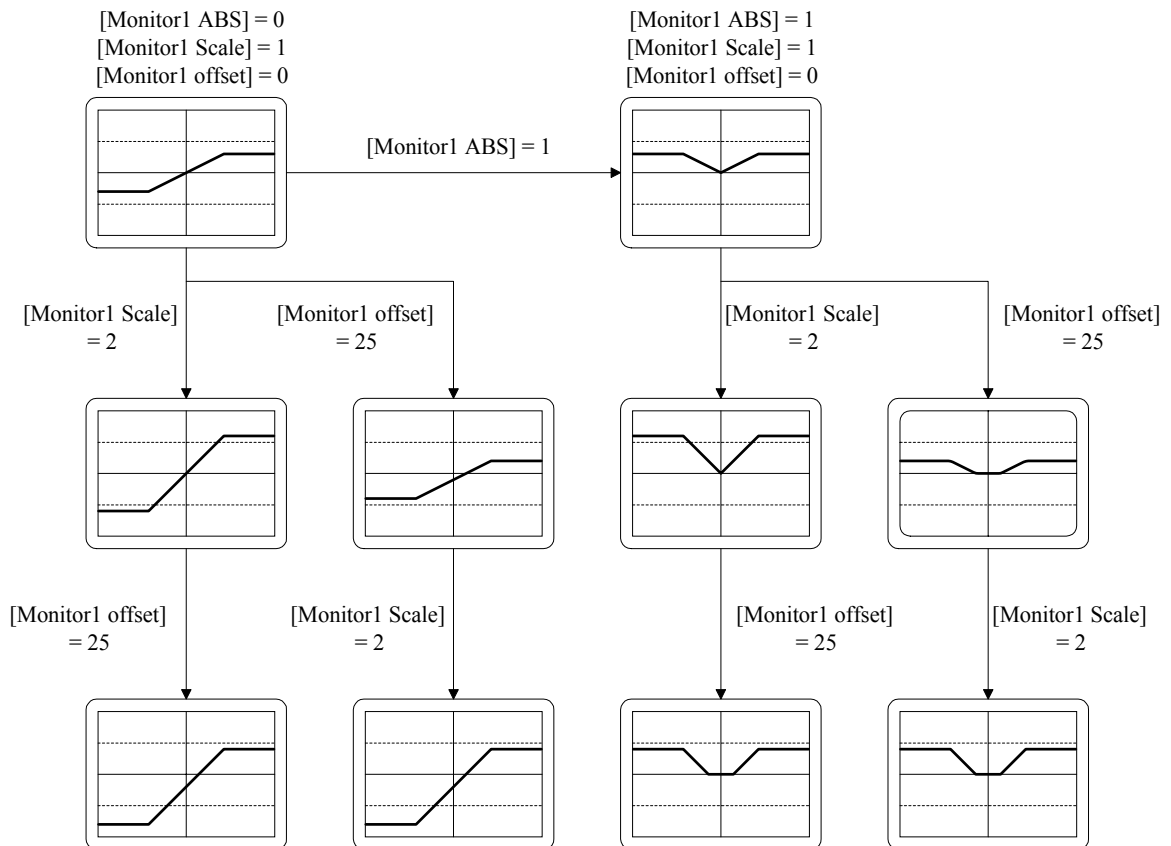 [Monitor1 ABS] = 0
[Monitor1 Scale] = 1
[Monitor1 offset] = 0
[Monitor1 ABS] = 1
[Monitor1 Scale] = 1
[Monitor1 offset] = 0
[Monitor1 ABS] = 1
[Monitor1 Scale]
= 2
[Monitor1 offset]
= 25
[Monitor1 Scale]
= 2
[Monitor1 offset]
= 25
[Monitor1 offset]
= 25
[Monitor1 Scale]
= 2
[Monitor1 offset]
= 25
[Monitor1 Scale]
= 2